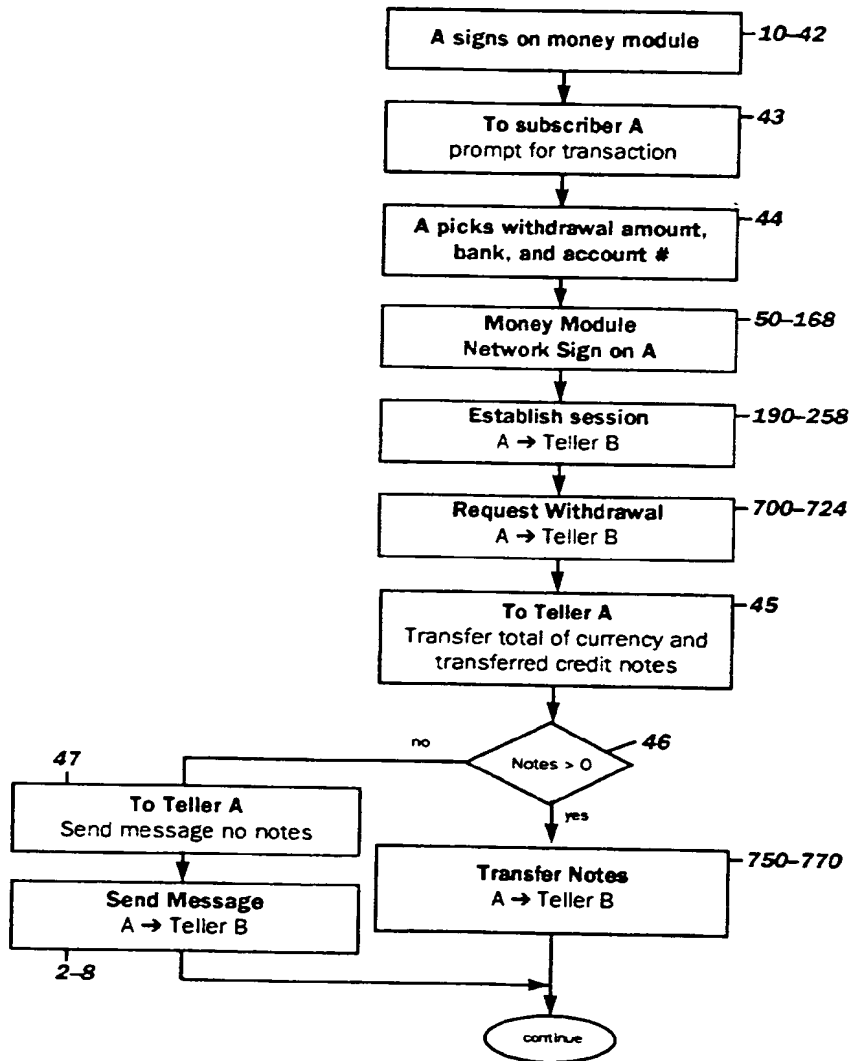 A signs on money module
10–42
To subscriber A
prompt for transaction
43
A picks withdrawal amount,
bank, and account #
44
Money Module
Network Sign on A
50–168
Establish session
A → Teller B
190–258
Request Withdrawal
A → Teller B
700–724
To Teller A
Transfer total of currency and
transferred credit notes
45
Notes > 0
46
no
yes
47
To Teller A
Send message no notes
Send Message
A → Teller B
2–8
Transfer Notes
A → Teller B
750–770
continue